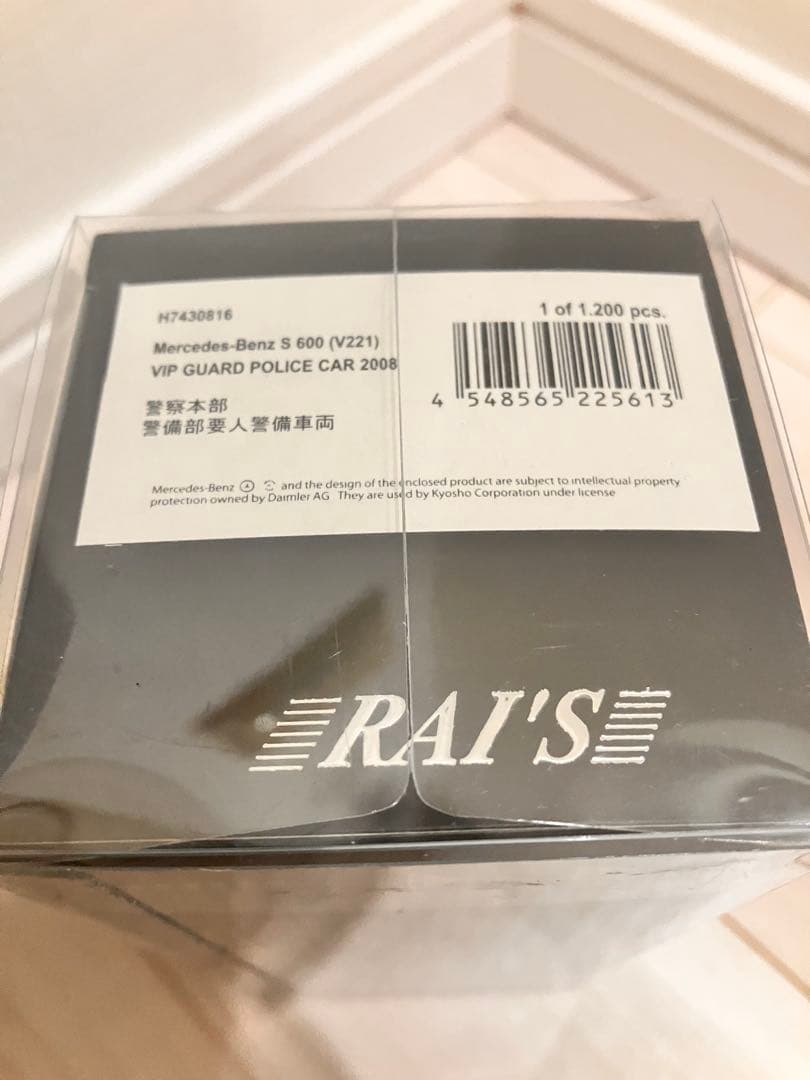 H7430816
1 of 1.200 pcs.
Mercedes-Benz S 600 (V221)
VIP GUARD POLICE CAR 2008
警察本部
警備部要人警備車両
4 548565 225613
Mercedes-Benz and the design of the enclosed product are subject to intellectual property
protection owned by Daimler AG They are used by Kyosho Corporation under license
RAI'S